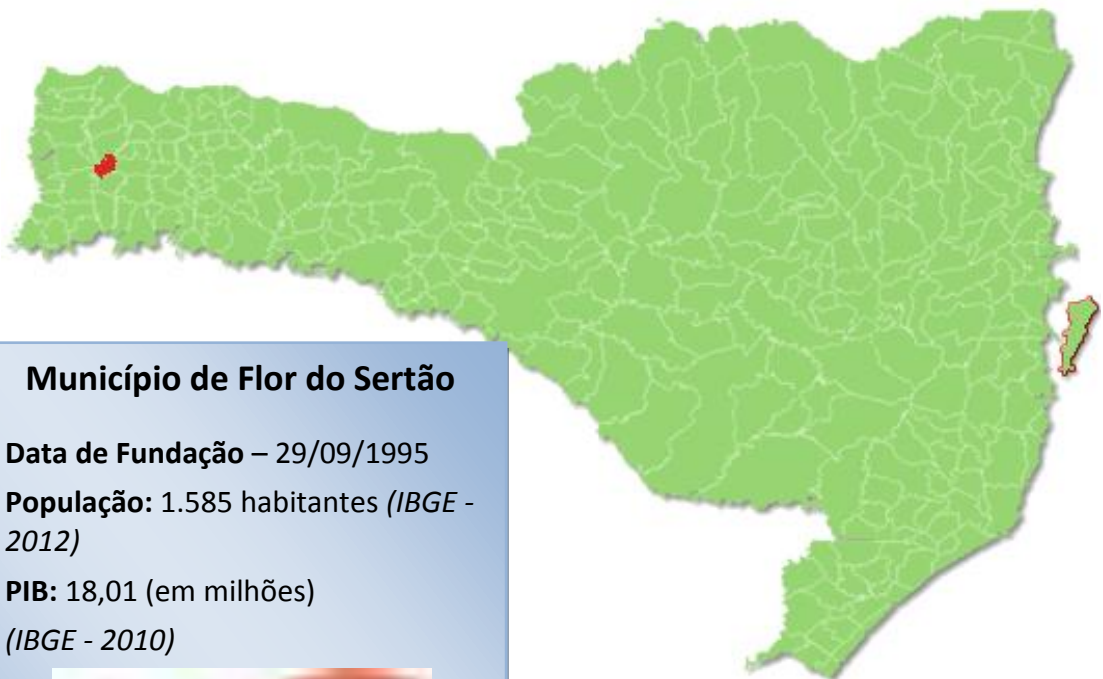 Município de Flor do Sertão
Data de Fundação – 29/09/1995
População: 1.585 habitantes (IBGE -
2012)
PIB: 18,01 (em milhões)
(IBGE - 2010)